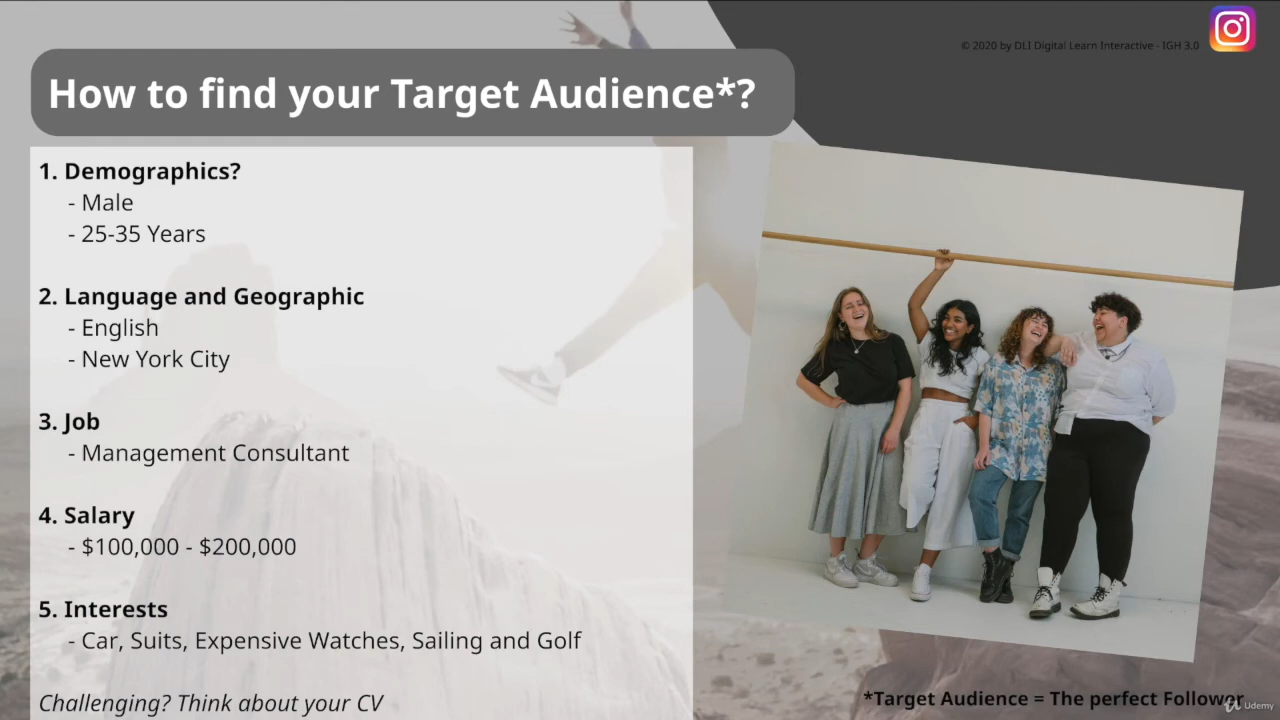 © 2020 by DLI Digital Learn Interactive - IGH 3.0
How to find your Target Audience*?
1. Demographics?
- Male
- 25-35 Years
2. Language and Geographic
- English
- New York City
3. Job
- Management Consultant
4. Salary
- $100,000 - $200,000
5. Interests
- Car, Suits, Expensive Watches, Sailing and Golf
Challenging? Think about your CV
*Target Audience = The perfect Follower
Udemy